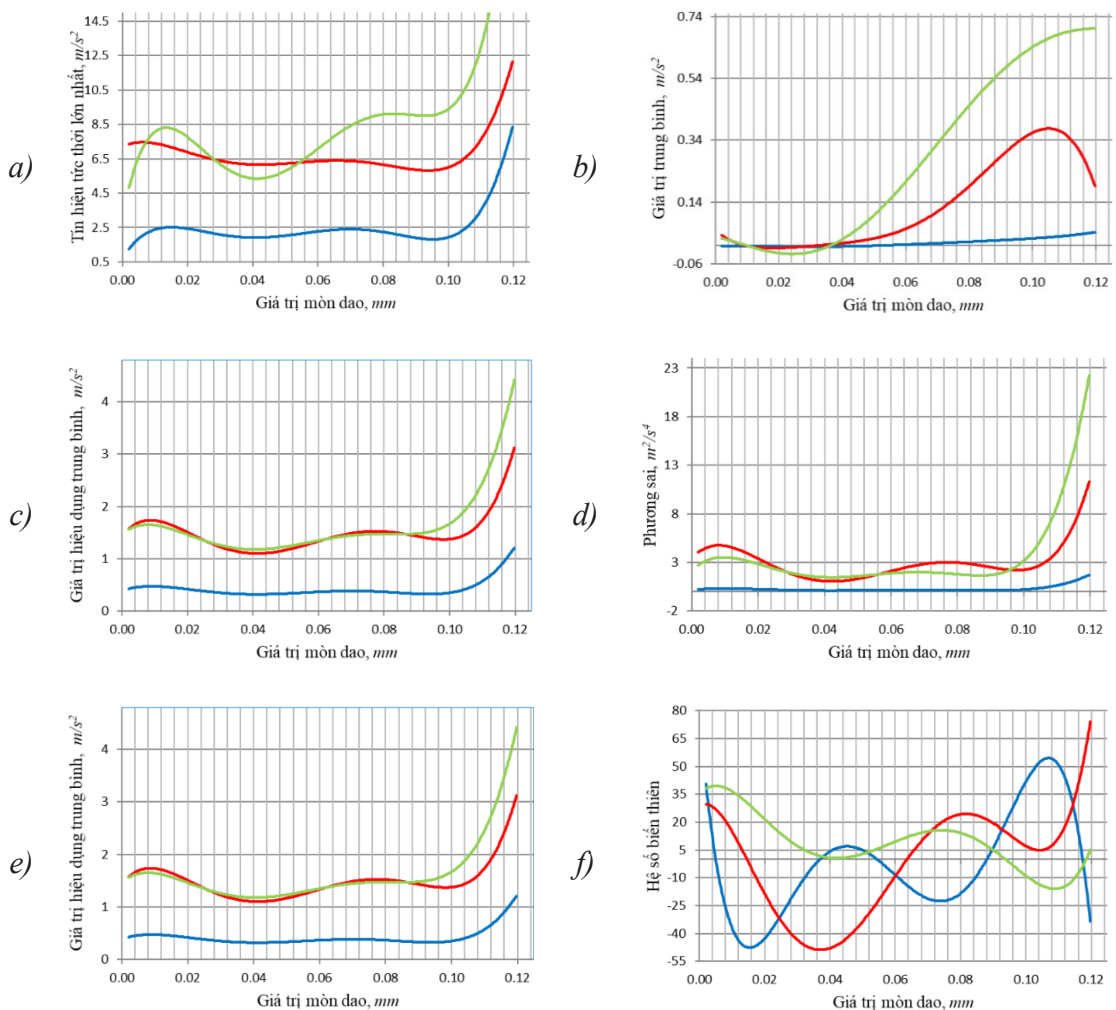 a)
Tín hiệu tức thời lớn nhất, m/s²
14.5
12.5
10.5
8.5
6.5
4.5
2.5
0.5
0.00 0.02 0.04 0.06 0.08 0.10 0.12
Giá trị mòn dao, mm
b)
Giá trị trung bình, m/s²
0.74
0.54
0.34
0.14
-0.06
0.00 0.02 0.04 0.06 0.08 0.10 0.12
Giá trị mòn dao, mm
c)
Giá trị hiệu dụng trung bình, m/s²
4
3
2
1
0
0.00 0.02 0.04 0.06 0.08 0.10 0.12
Giá trị mòn dao, mm
d)
Phương sai, m²/s⁴
23
18
13
8
3
-2
0.00 0.02 0.04 0.06 0.08 0.10 0.12
Giá trị mòn dao, mm
e)
Giá trị hiệu dụng trung bình, m/s²
4
3
2
1
0
0.00 0.02 0.04 0.06 0.08 0.10 0.12
Giá trị mòn dao, mm
f)
Hệ số biến thiên
80
65
50
35
20
5
-10
-25
-40
-55
0.00 0.02 0.04 0.06 0.08 0.10 0.12
Giá trị mòn dao, mm